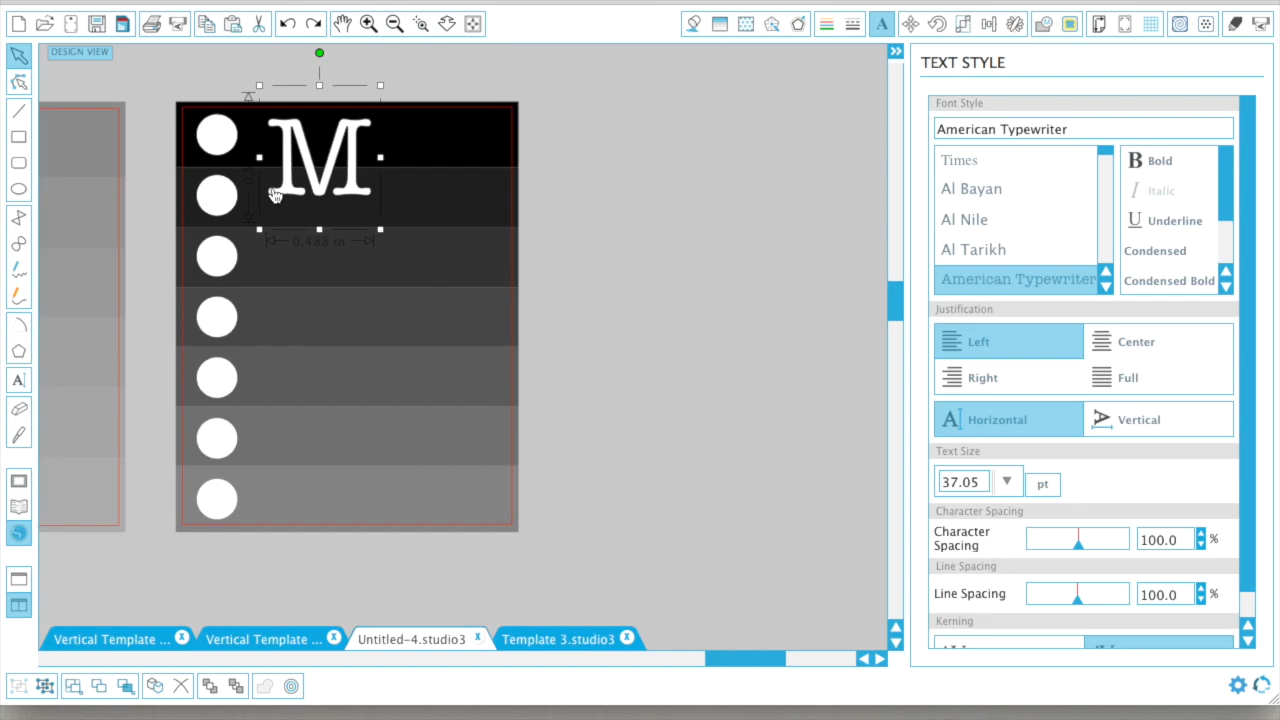 DESIGN VIEW
M
0.488 in
TEXT STYLE
Font Style
American Typewriter
Times
Al Bayan
Al Nile
Al Tarikh
American Typewriter
B Bold
I Italic
U Underline
Condensed
Condensed Bold
Justification
Left
Center
Right
Full
Horizontal
Vertical
Text Size
37.05
pt
Character Spacing
Character Spacing
100.0 %
Line Spacing
Line Spacing
100.0 %
Kerning
Vertical Template ...
Vertical Template ...
Untitled-4.studio3
Template 3.studio3